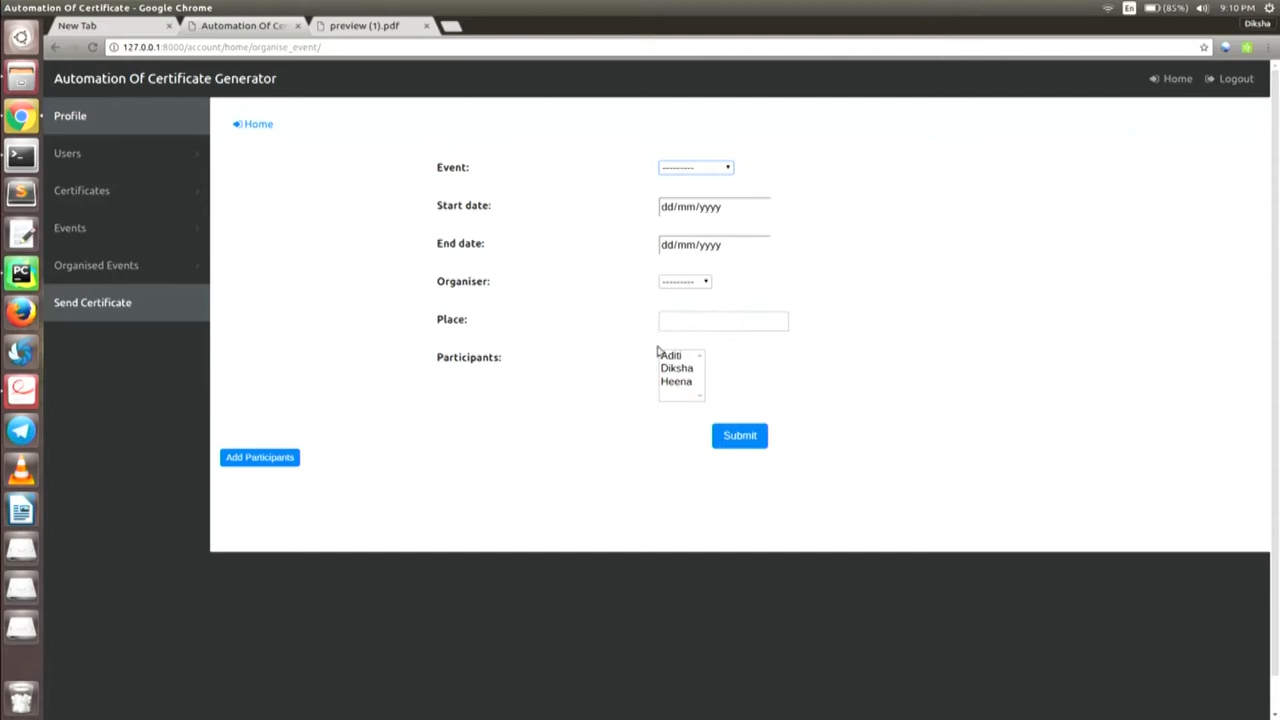 Automation Of Certificate - Google Chrome
En
(85%)
9:10 PM
New Tab
Automation Of Cer
preview (1).pdf
Diksha
127.0.0.1:8000/account/home/organise_event/
Automation Of Certificate Generator
Home
Logout
Profile
Users
Certificates
Events
Organised Events
Send Certificate
Home
Event:
---------
Start date:
dd/mm/yyyy
End date:
dd/mm/yyyy
Organiser:
---------
Place:
Participants:
Aditi
Diksha
Heena
Submit
Add Participants
PC